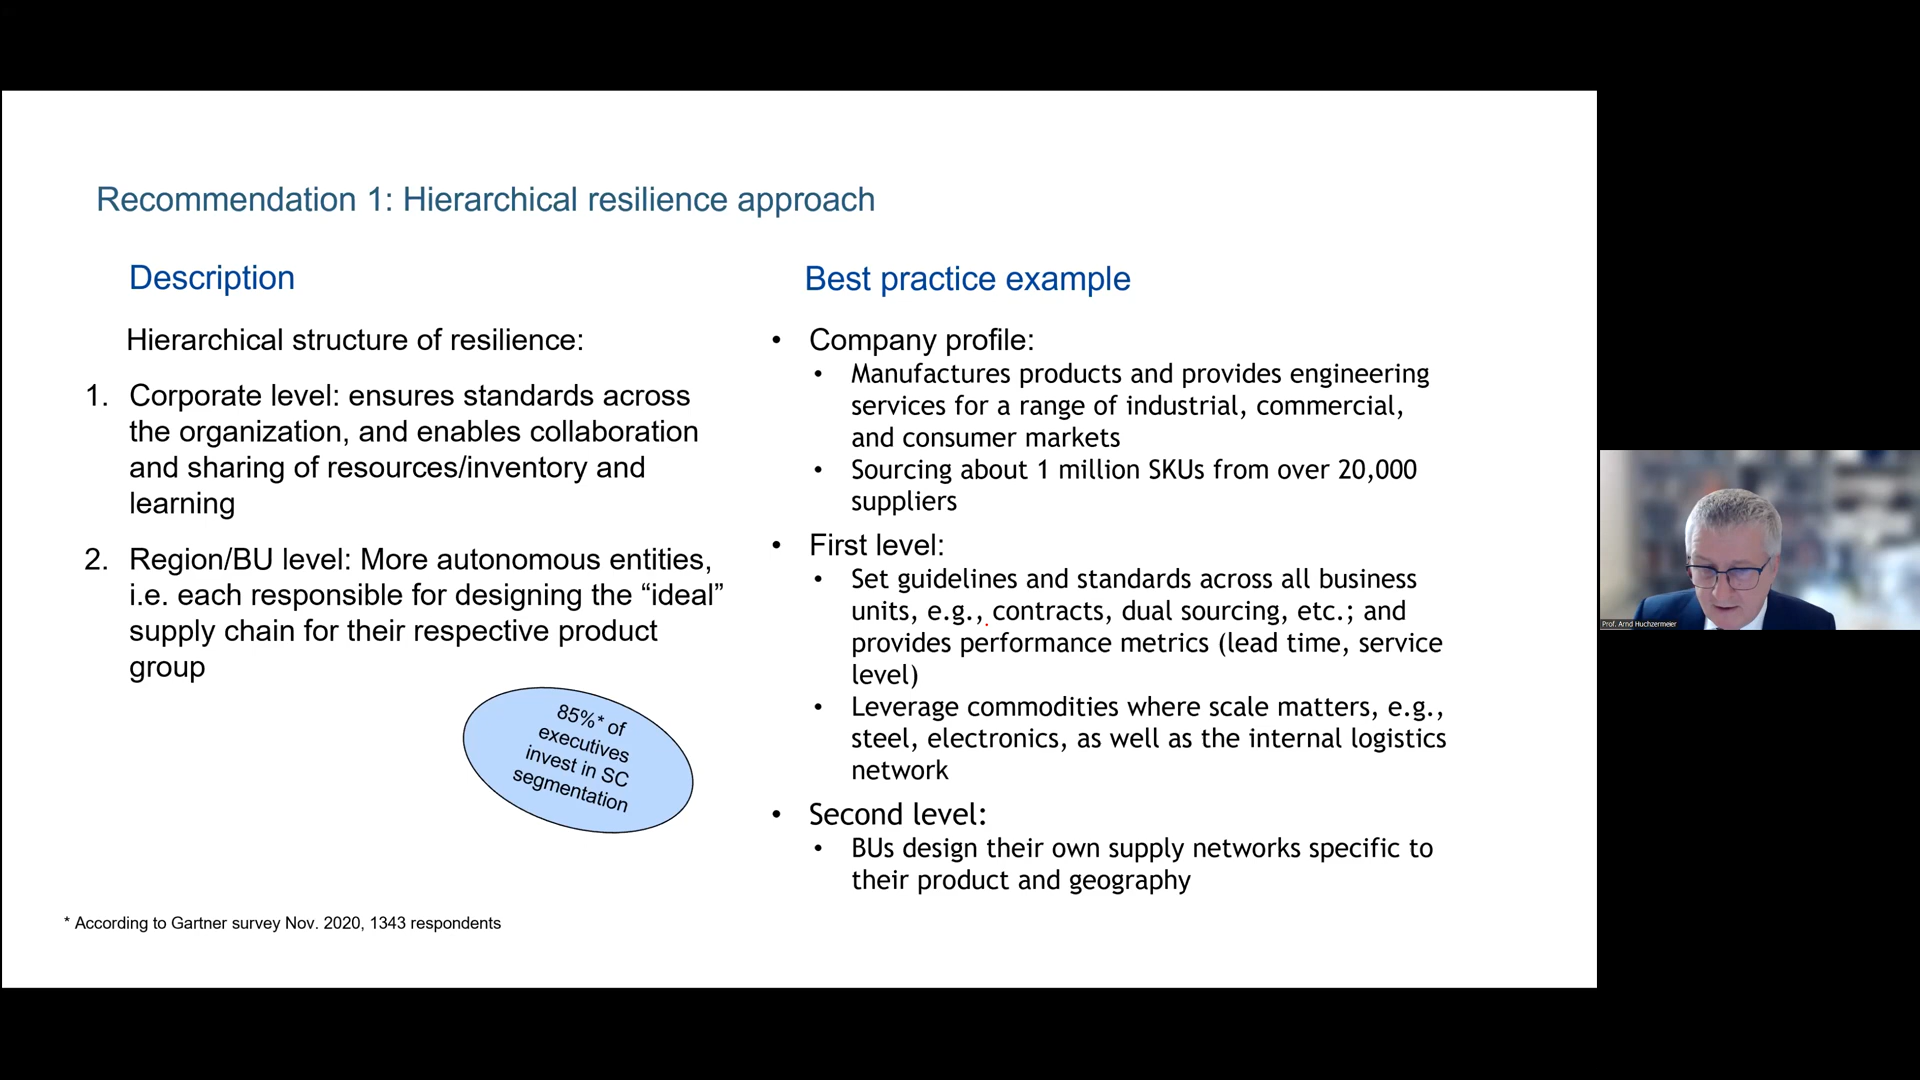 Recommendation 1: Hierarchical resilience approach
Description
Hierarchical structure of resilience:
1. Corporate level: ensures standards across
the organization, and enables collaboration
and sharing of resources/inventory and
learning
2. Region/BU level: More autonomous entities,
i.e. each responsible for designing the “ideal”
supply chain for their respective product
group
85%* of
executives
invest in SC
segmentation
* According to Gartner survey Nov. 2020, 1343 respondents
Best practice example
• Company profile:
• Manufactures products and provides engineering
services for a range of industrial, commercial,
and consumer markets
• Sourcing about 1 million SKUs from over 20,000
suppliers
• First level:
• Set guidelines and standards across all business
units, e.g., contracts, dual sourcing, etc.; and
provides performance metrics (lead time, service
level)
• Leverage commodities where scale matters, e.g.,
steel, electronics, as well as the internal logistics
network
• Second level:
• BUs design their own supply networks specific to
their product and geography
Prof. Arnd Huchzermeier